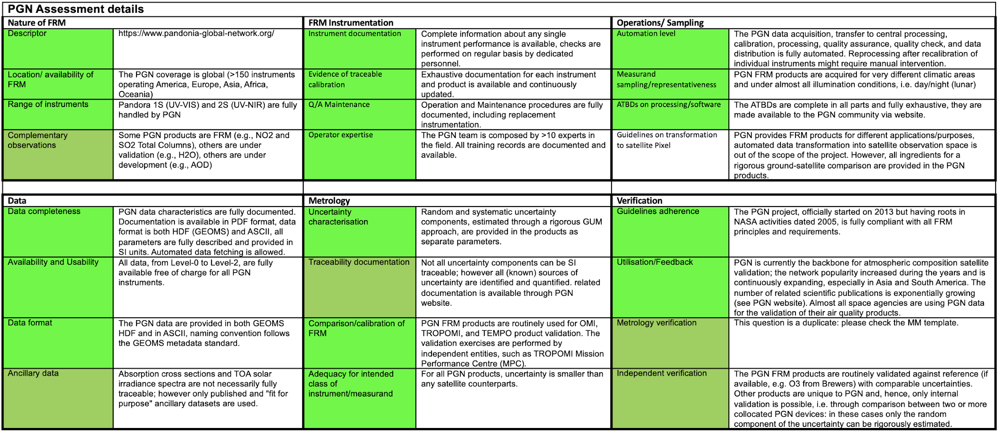 PGN Assessment details
Nature of FRM
Descriptor
https://www.pandonia-global-network.org/
Location/ availability of
FRM
The PGN coverage is global (>150 instruments
operating America, Europe, Asia, Africa,
Oceania)
Range of instruments
Pandora 1S (UV-VIS) and 2S (UV-NIR) are fully
handled by PGN
Complementary
observations
Some PGN products are FRM (e.g., NO2 and
SO2 Total Columns), others are under
validation (e.g., H2O), others are under
development (e.g., AOD)
FRM Instrumentation
Instrument documentation
Complete information about any single
instrument performance is available, checks are
performed on regular basis by dedicated
personnel.
Evidence of traceable
calibration
Exhaustive documentation for each instrument
and product is available and continuously
updated.
Q/A Maintenance
Operation and Maintenance procedures are fully
documented, including replacement
instrumentation.
Operator expertise
The PGN team is composed by >10 experts in
the field. All training records are documented and
available.
Operations/ Sampling
Automation level
The PGN data acquisition, transfer to central processing,
calibration, processing, quality assurance, quality check, and data
distribution is fully automated. Reprocessing after recalibration of
individual instruments might require manual intervention.
Measurand
sampling/representativeness
PGN FRM products are acquired for very different climatic areas
and under almost all illumination conditions, i.e. day/night (lunar)
ATBDs on processing/software
The ATBDs are complete in all parts and fully exhaustive, they are
made available to the PGN community via website.
Guidelines on transformation
to satellite Pixel
PGN provides FRM products for different applications/purposes,
automated data transformation into satellite observation space is
out of the scope of the project. However, all ingredients for a
rigorous ground-satellite comparison are provided in the PGN
products.
Data
Data completeness
PGN data characteristics are fully documented.
Documentation is available in PDF format, data
format is both HDF (GEOMS) and ASCII, all
parameters are fully described and provided in
SI units. Automated data fetching is allowed.
Availability and Usability
All data, from Level-0 to Level-2, are fully
available free of charge for all PGN
instruments.
Data format
The PGN data are provided in both GEOMS
HDF and in ASCII, naming convention follows
the GEOMS metadata standard.
Ancillary data
Absorption cross sections and TOA solar
irradiance spectra are not necessarily fully
traceable; however only published and "fit for
purpose" ancillary datasets are used.
Metrology
Uncertainty
characterisation
Random and systematic uncertainty
components, estimated through a rigorous GUM
approach, are provided in the products as
separate parameters.
Traceability documentation
Not all uncertainty components can be SI
traceable; however all (known) sources of
uncertainty are identified and quantified. related
documentation is available through PGN
website.
Comparison/calibration of
FRM
PGN FRM products are routinely used for OMI,
TROPOMI, and TEMPO product validation. The
validation exercises are performed by
independent entities, such as TROPOMI Mission
Performance Centre (MPC).
Adequacy for intended
class of
instrument/measurand
For all PGN products, uncertainty is smaller than
any satellite counterparts.
Verification
Guidelines adherence
The PGN project, officially started on 2013 but having roots in
NASA activities dated 2005, is fully compliant with all FRM
principles and requirements.
Utilisation/Feedback
PGN is currently the backbone for atmospheric composition satellite
validation; the network popularity increased during the years and is
continuously expanding, especially in Asia and South America. The
number of related scientific publications is exponentially growing
(see PGN website). Almost all space agencies are using PGN data
for the validation of their air quality products.
Metrology verification
This question is a duplicate: please check the MM template.
Independent verification
The PGN FRM products are routinely validated against reference (if
available, e.g. O3 from Brewers) with comparable uncertainties.
Other products are unique to PGN and, hence, only internal
validation is possible, i.e. through comparison between two or more
collocated PGN devices: in these cases only the random
component of the uncertainty can be rigorously estimated.